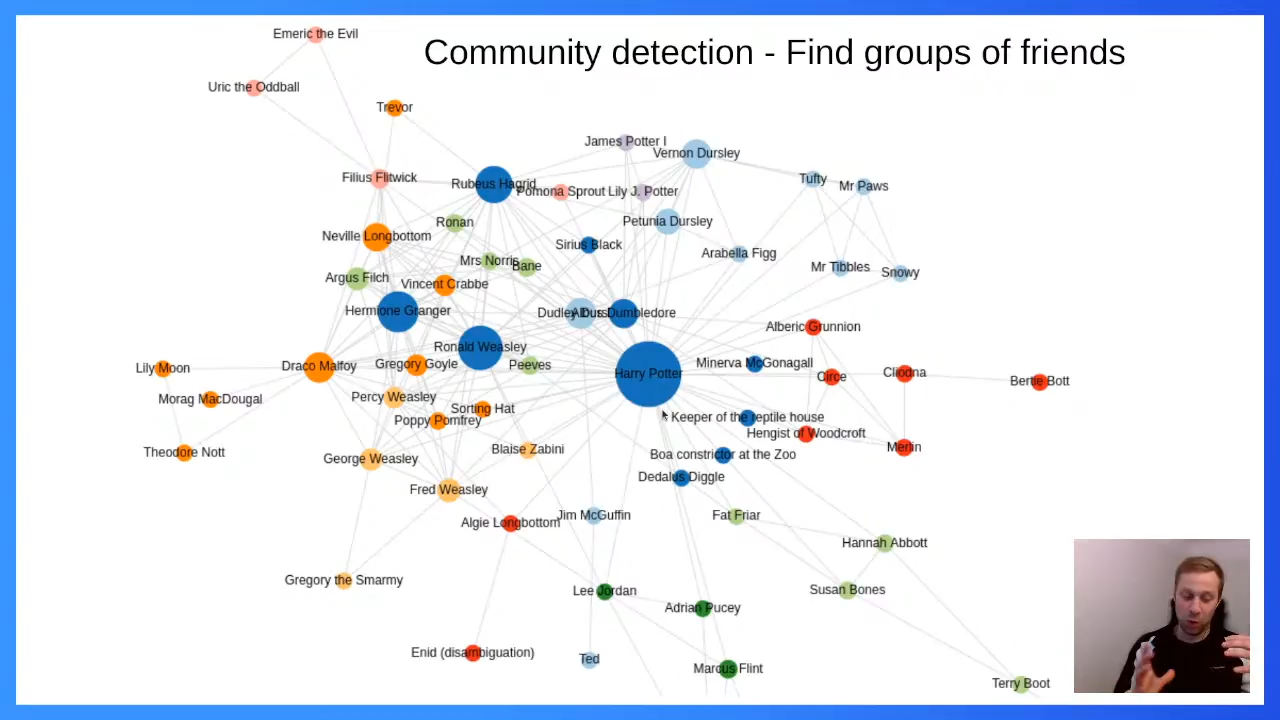 Emeric the Evil
Community detection - Find groups of friends
Uric the Oddball
Trevor
James Potter I
Vernon Dursley
Filius Flitwick
Rubeus Hagrid
Pomona Sprout
Lily J. Potter
Tufty
Mr Paws
Ronan
Petunia Dursley
Neville Longbottom
Sirius Black
Arabella Figg
Mrs Norris
Bane
Mr Tibbles
Snowy
Argus Filch
Vincent Crabbe
Hermione Granger
Dudley Dursley
Albus Dumbledore
Alberic Grunnion
Ronald Weasley
Lily Moon
Draco Malfoy
Gregory Goyle
Peeves
Harry Potter
Minerva McGonagall
Circe
Cliodna
Bertie Bott
Morag MacDougal
Percy Weasley
Sorting Hat
Poppy Pomfrey
Keeper of the reptile house
Hengist of Woodcroft
Theodore Nott
George Weasley
Blaise Zabini
Boa constrictor at the Zoo
Merlin
Dedalus Diggle
Fred Weasley
Algie Longbottom
Jim McGuffin
Fat Friar
Hannah Abbott
Gregory the Smarmy
Lee Jordan
Adrian Pucey
Susan Bones
Enid (disambiguation)
Ted
Marcus Flint
Terry Boot